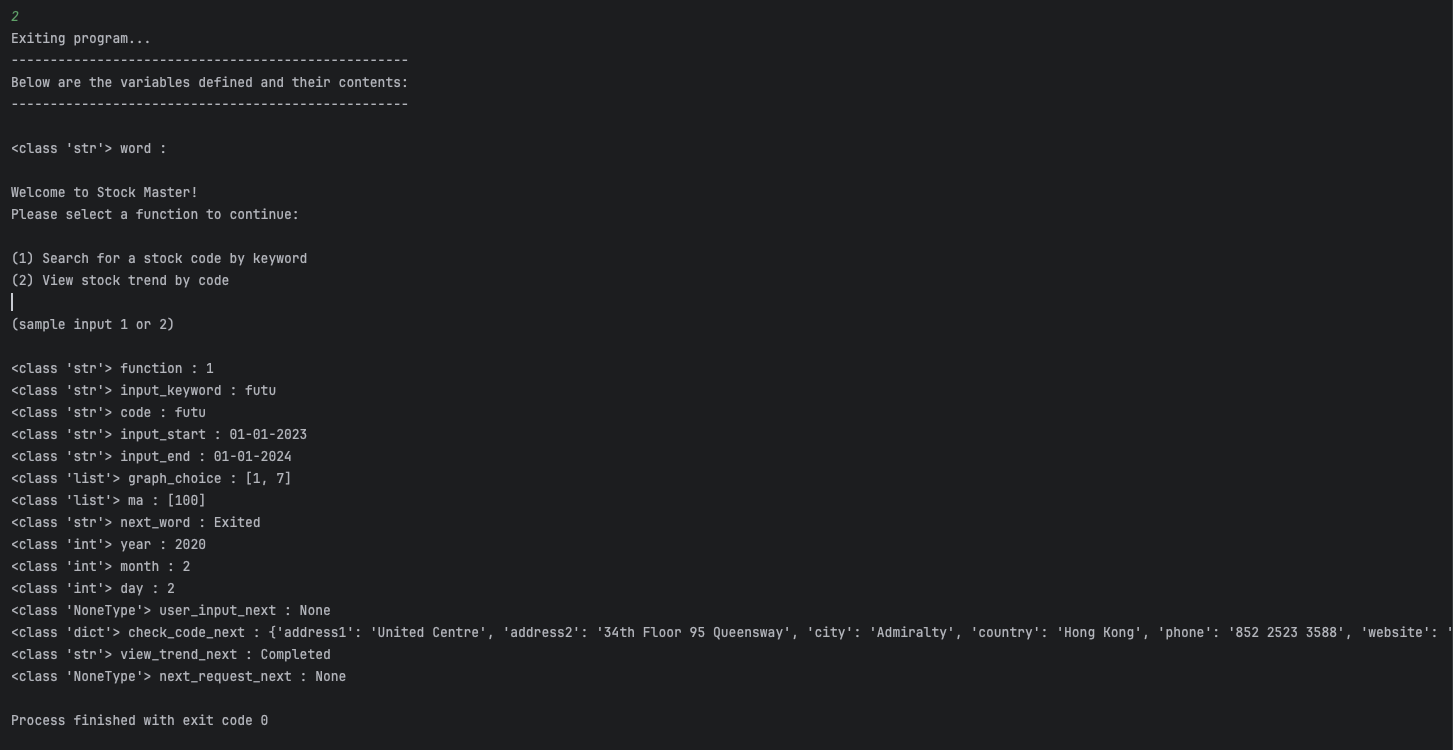 2
Exiting program...
---------------------------------------------------
Below are the variables defined and their contents:
---------------------------------------------------
<class 'str'> word :
Welcome to Stock Master!
Please select a function to continue:
(1) Search for a stock code by keyword
(2) View stock trend by code
(sample input 1 or 2)
<class 'str'> function : 1
<class 'str'> input_keyword : futu
<class 'str'> code : futu
<class 'str'> input_start : 01-01-2023
<class 'str'> input_end : 01-01-2024
<class 'list'> graph_choice : [1, 7]
<class 'list'> ma : [100]
<class 'str'> next_word : Exited
<class 'int'> year : 2020
<class 'int'> month : 2
<class 'int'> day : 2
<class 'NoneType'> user_input_next : None
<class 'dict'> check_code_next : {'address1': 'United Centre', 'address2': '34th Floor 95 Queensway', 'city': 'Admiralty', 'country': 'Hong Kong', 'phone': '852 2523 3588', 'website': '
<class 'str'> view_trend_next : Completed
<class 'NoneType'> next_request_next : None
Process finished with exit code 0